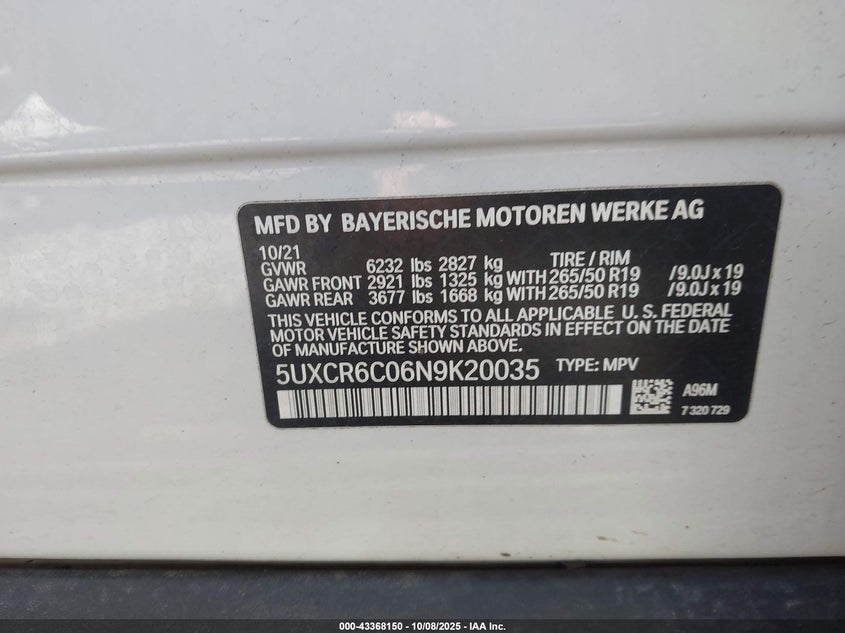 MFD BY BAYERISCHE MOTOREN WERKE AG
10/21 TIRE / RIM
GVWR 6232 lbs 2827 kg
GAWR FRONT 2921 lbs 1325 kg WITH 265/50 R19 /9.0J x 19
GAWR REAR 3677 lbs 1668 kg WITH 265/50 R19 /9.0J x 19
THIS VEHICLE CONFORMS TO ALL APPLICABLE U. S. FEDERAL
MOTOR VEHICLE SAFETY STANDARDS IN EFFECT ON THE DATE
OF MANUFACTURE SHOWN ABOVE.
5UXCR6C06N9K20035 TYPE: MPV
A96M
7 320 729
000-43368150 - 10/08/2025 - IAA Inc.